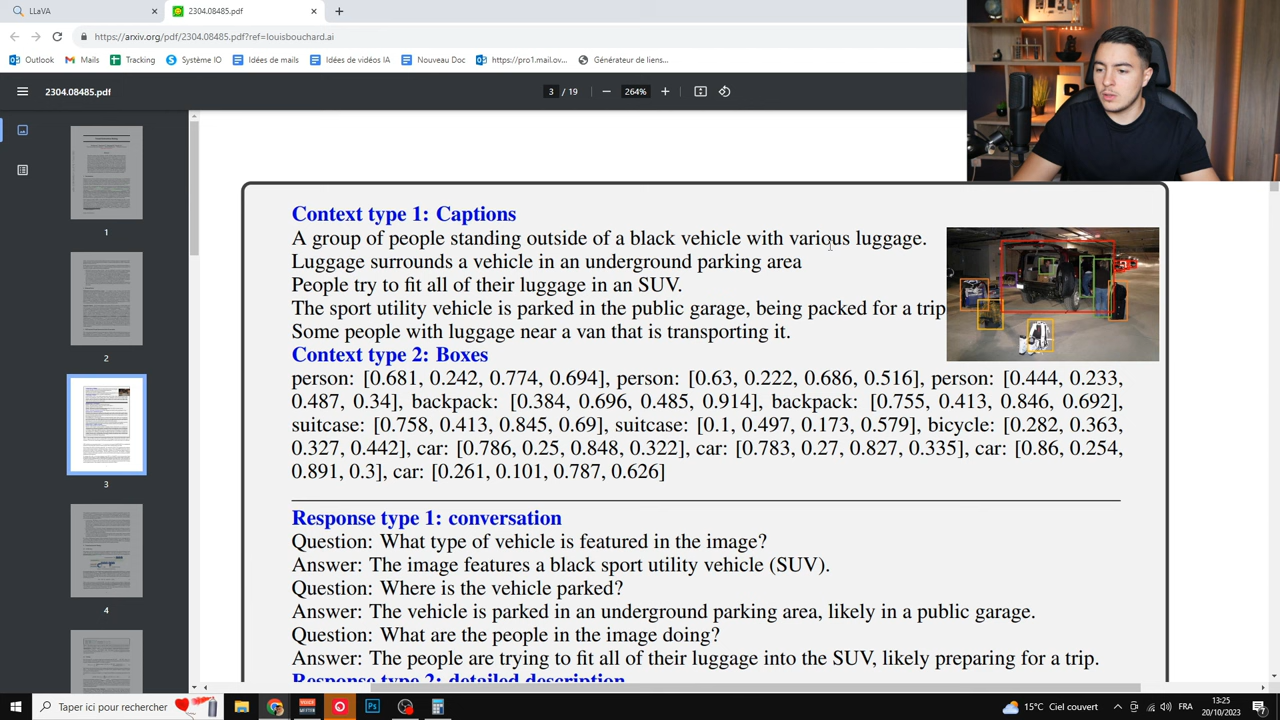 LLaVA
2304.08485.pdf
https://arxiv.org/pdf/2304.08485.pdf?ref=louisbouchard.ai
Outlook
Mails
Tracking
Système IO
Idées de mails
Idées de vidéos IA
Nouveau Doc
https://pro1.mail.ov...
Générateur de liens...
2304.08485.pdf
3 / 19
264%
1
2
3
4
Context type 1: Captions
A group of people standing outside of a black vehicle with various luggage.
Luggage surrounds a vehicle in an underground parking area
People try to fit all of their luggage in an SUV.
The sport utility vehicle is parked in the public garage, being packed for a trip
Some people with luggage near a van that is transporting it.
Context type 2: Boxes
person: [0.681, 0.242, 0.774, 0.694], person: [0.63, 0.222, 0.686, 0.516], person: [0.444, 0.233,
0.487, 0.34], backpack: [0.384, 0.696, 0.485, 0.914], backpack: [0.755, 0.413, 0.846, 0.692],
suitcase: [0.758, 0.413, 0.845, 0.69], suitcase: [0.1, 0.497, 0.173, 0.579], bicycle: [0.282, 0.363,
0.327, 0.442], car: [0.786, 0.25, 0.848, 0.322], car: [0.783, 0.27, 0.827, 0.335], car: [0.86, 0.254,
0.891, 0.3], car: [0.261, 0.101, 0.787, 0.626]
Response type 1: conversation
Question: What type of vehicle is featured in the image?
Answer: The image features a black sport utility vehicle (SUV).
Question: Where is the vehicle parked?
Answer: The vehicle is parked in an underground parking area, likely in a public garage.
Question: What are the people in the image doing?
Answer: The people are trying to fit all of their luggage into the SUV, likely preparing for a trip.
Response type 2: detailed description
Taper ici pour rechercher
15°C Ciel couvert
FRA
13:25
20/10/2023